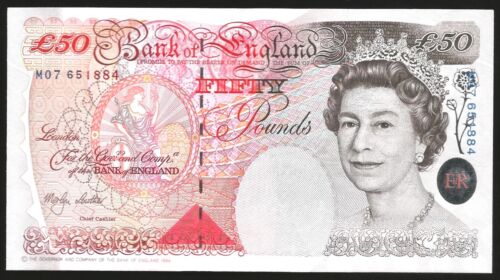 £50
Bank of England
£50
I PROMISE TO PAY THE BEARER ON DEMAND THE SUM OF
M07 651884
FIFTY
Pounds
M07 651884
London
For the Govr. and Compa.
of the BANK of ENGLAND
Chief Cashier
ER
© THE GOVERNOR AND COMPANY OF THE BANK OF ENGLAND 1994